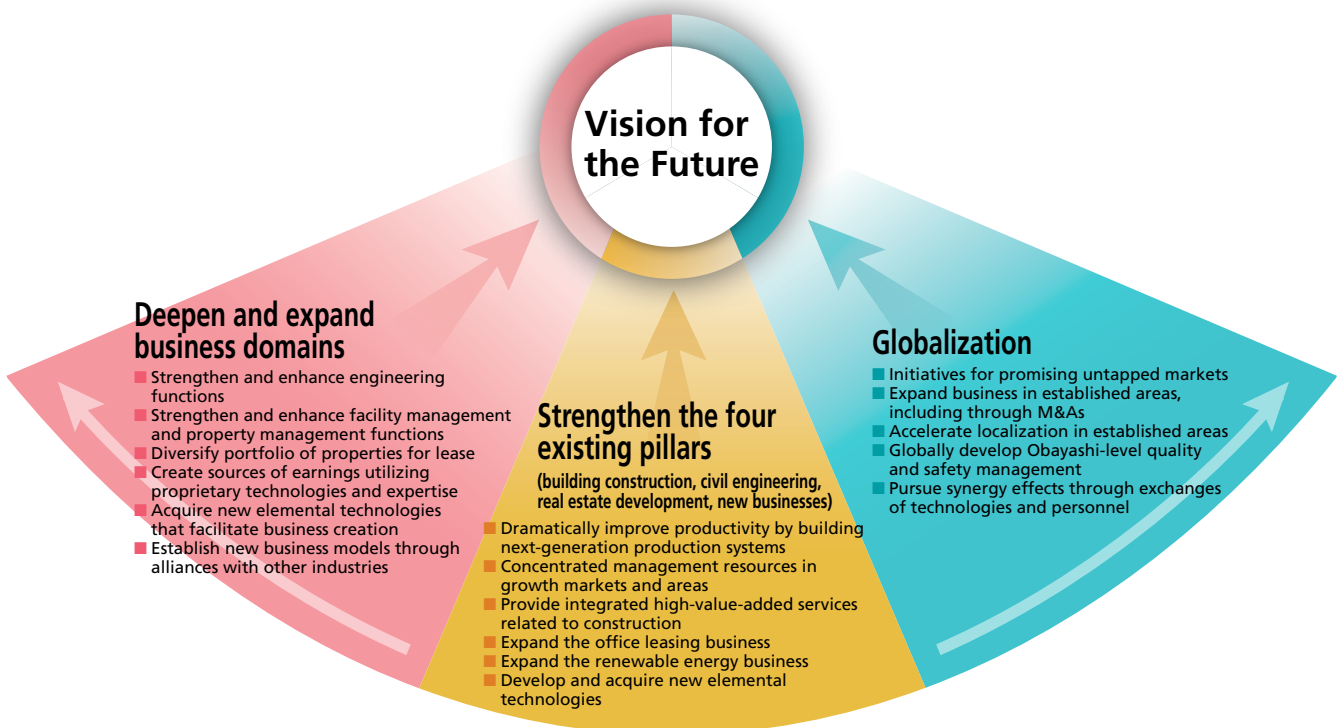 Vision for
the Future
Deepen and expand
business domains
■ Strengthen and enhance engineering
functions
■ Strengthen and enhance facility management
and property management functions
■ Diversify portfolio of properties for lease
■ Create sources of earnings utilizing
proprietary technologies and expertise
■ Acquire new elemental technologies
that facilitate business creation
■ Establish new business models through
alliances with other industries
Strengthen the four
existing pillars
(building construction, civil engineering,
real estate development, new businesses)
■ Dramatically improve productivity by building
next-generation production systems
■ Concentrated management resources in
growth markets and areas
■ Provide integrated high-value-added services
related to construction
■ Expand the office leasing business
■ Expand the renewable energy business
■ Develop and acquire new elemental
technologies
Globalization
■ Initiatives for promising untapped markets
■ Expand business in established areas,
including through M&As
■ Accelerate localization in established areas
■ Globally develop Obayashi-level quality
and safety management
■ Pursue synergy effects through exchanges
of technologies and personnel